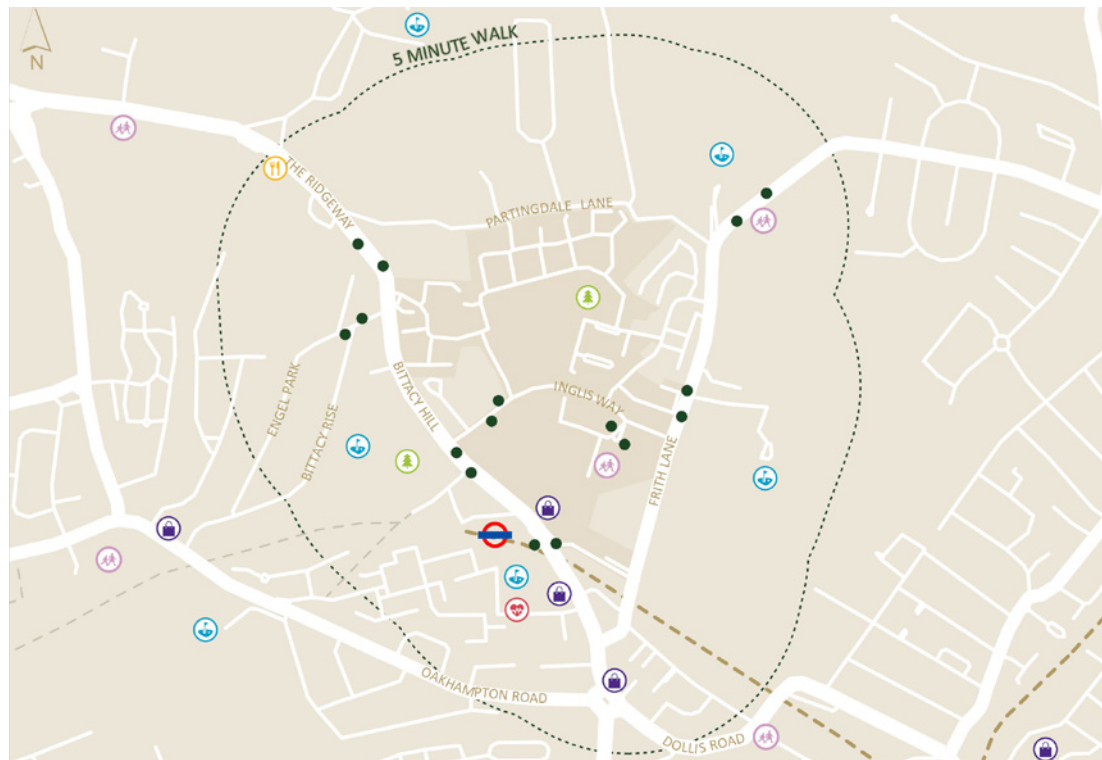 5 MINUTE WALK
N
THE RIDGEWAY
PARTINGDALE LANE
ENGEL PARK
BITTACY RISE
BITTACY HILL
INGLIS WAY
FRITH LANE
OAKHAMPTON ROAD
DOLLIS ROAD